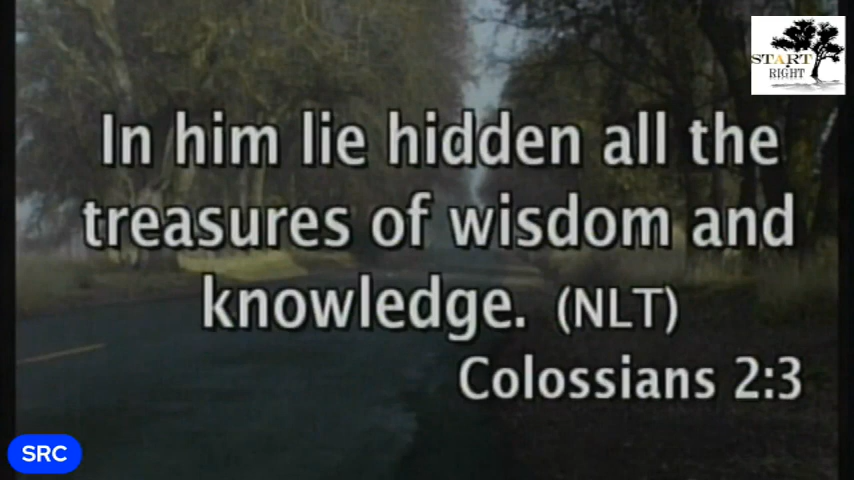 START
RIGHT
In him lie hidden all the
treasures of wisdom and
knowledge. (NLT)
Colossians 2:3
SRC